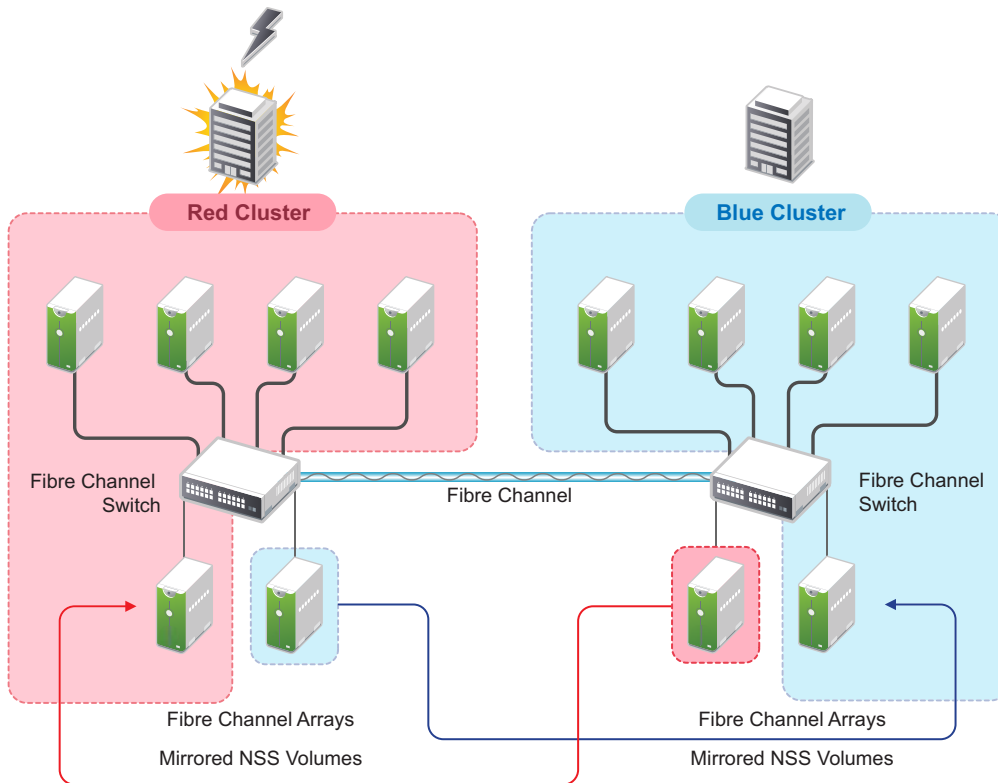 Red Cluster
Blue Cluster
Fibre Channel
Switch
Fibre Channel
Fibre Channel
Switch
Fibre Channel Arrays
Mirrored NSS Volumes
Fibre Channel Arrays
Mirrored NSS Volumes